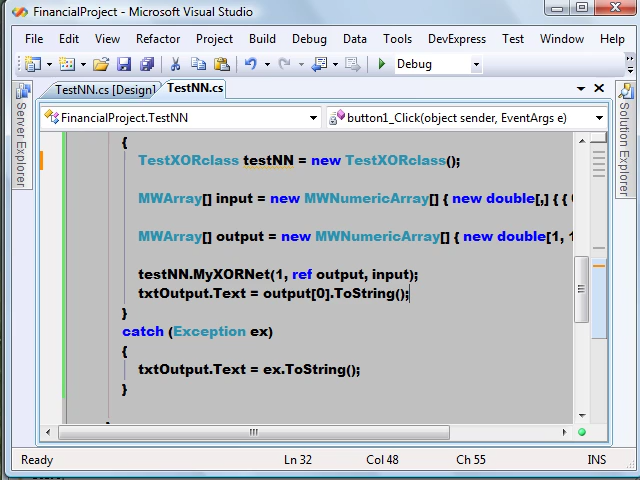 FinancialProject - Microsoft Visual Studio
File Edit View Refactor Project Build Debug Data Tools DevExpress Test Window Help
Debug
TestNN.cs [Design] TestNN.cs
FinancialProject.TestNN button1_Click(object sender, EventArgs e)
Server Explorer
Solution Explorer
{
TestXORclass testNN = new TestXORclass();
MWArray[] input = new MWNumericArray[] { new double[,] { {
MWArray[] output = new MWNumericArray[] { new double[1, 1
testNN.MyXORNet(1, ref output, input);
txtOutput.Text = output[0].ToString();
}
catch (Exception ex)
{
txtOutput.Text = ex.ToString();
}
Ready Ln 32 Col 48 Ch 55 INS